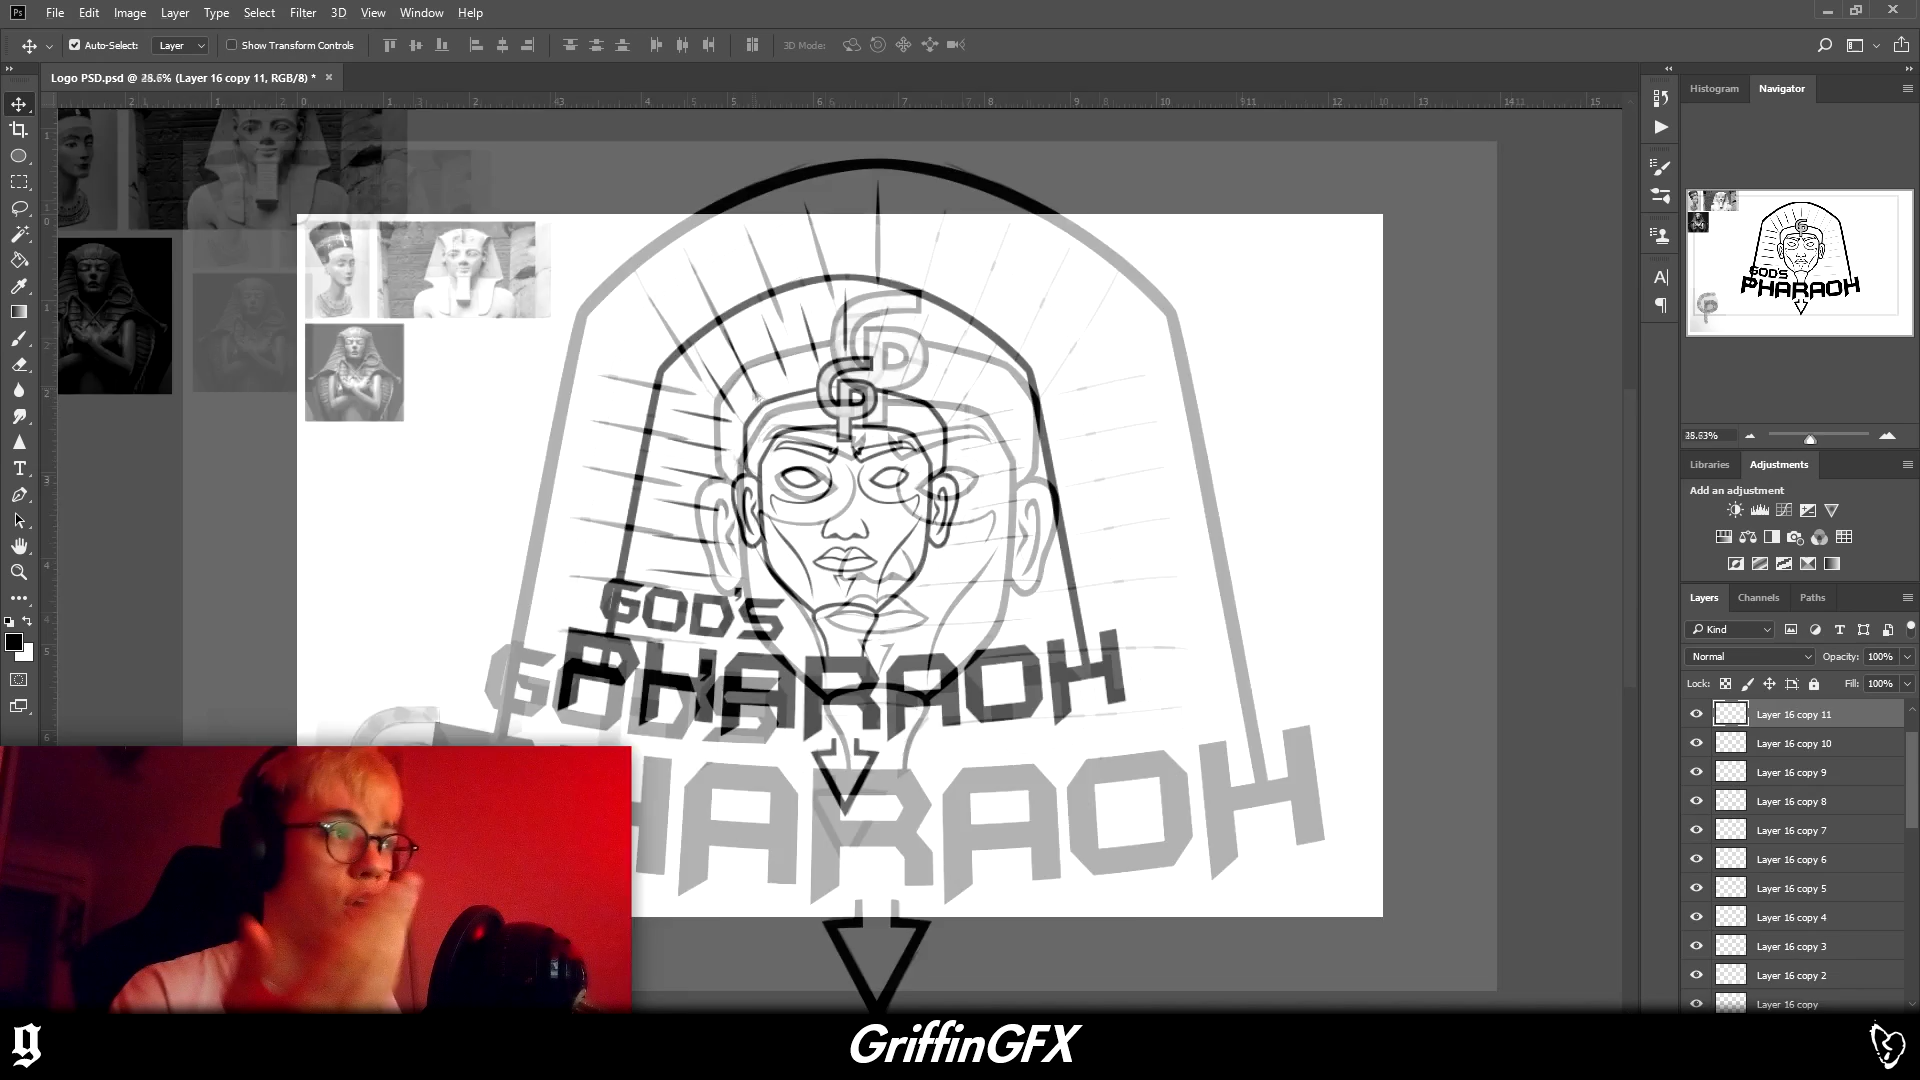 Ps File Edit Image Layer Type Select Filter 3D View Window Help
Auto-Select: Layer Show Transform Controls 3D Mode:
Logo PSD.psd @ 28.6% (Layer 16 copy 11, RGB/8) * ×
Histogram Navigator
GP
GOD'S
PHARAOH
Libraries Adjustments
Add an adjustment
Layers Channels Paths
Kind
Normal Opacity: 100%
Lock: Fill: 100%
Layer 16 copy 11
Layer 16 copy 10
Layer 16 copy 9
Layer 16 copy 8
Layer 16 copy 7
Layer 16 copy 6
Layer 16 copy 5
Layer 16 copy 4
Layer 16 copy 3
Layer 16 copy 2
Layer 16 copy
g GriffinGFX